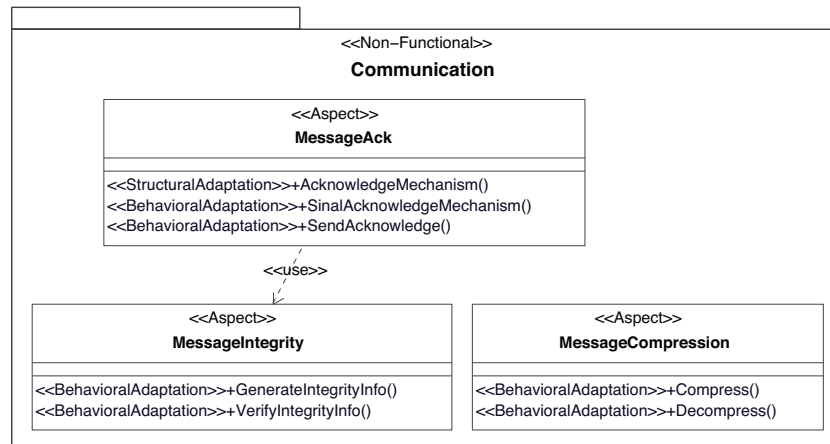 <<Non-Functional>>
Communication
<<Aspect>>
MessageAck
<<StructuralAdaptation>>+AcknowledgeMechanism()
<<BehavioralAdaptation>>+SinalAcknowledgeMechanism()
<<BehavioralAdaptation>>+SendAcknowledge()
<<use>>
<<Aspect>>
MessageIntegrity
<<BehavioralAdaptation>>+GenerateIntegrityInfo()
<<BehavioralAdaptation>>+VerifyIntegrityInfo()
<<Aspect>>
MessageCompression
<<BehavioralAdaptation>>+Compress()
<<BehavioralAdaptation>>+Decompress()